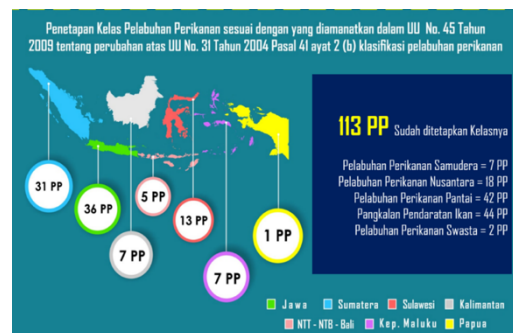 Penetapan Kelas Pelabuhan Perikanan sesuai dengan yang diamanatkan dalam UU No. 45 Tahun
2009 tentang perubahan atas UU No. 31 Tahun 2004 Pasal 41 ayat 2 (b) klasifikasi pelabuhan perikanan
31 PP
36 PP
7 PP
5 PP
13 PP
7 PP
1 PP
113 PP Sudah ditetapkan Kelasnya
Pelabuhan Perikanan Samudera = 7 PP
Pelabuhan Perikanan Nusantara = 18 PP
Pelabuhan Perikanan Pantai = 42 PP
Pangkalan Pendaratan Ikan = 44 PP
Pelabuhan Perikanan Swasta = 2 PP
Jawa Sumatera Sulawesi Kalimantan
NTT - NTB - Bali Kep. Maluku Papua